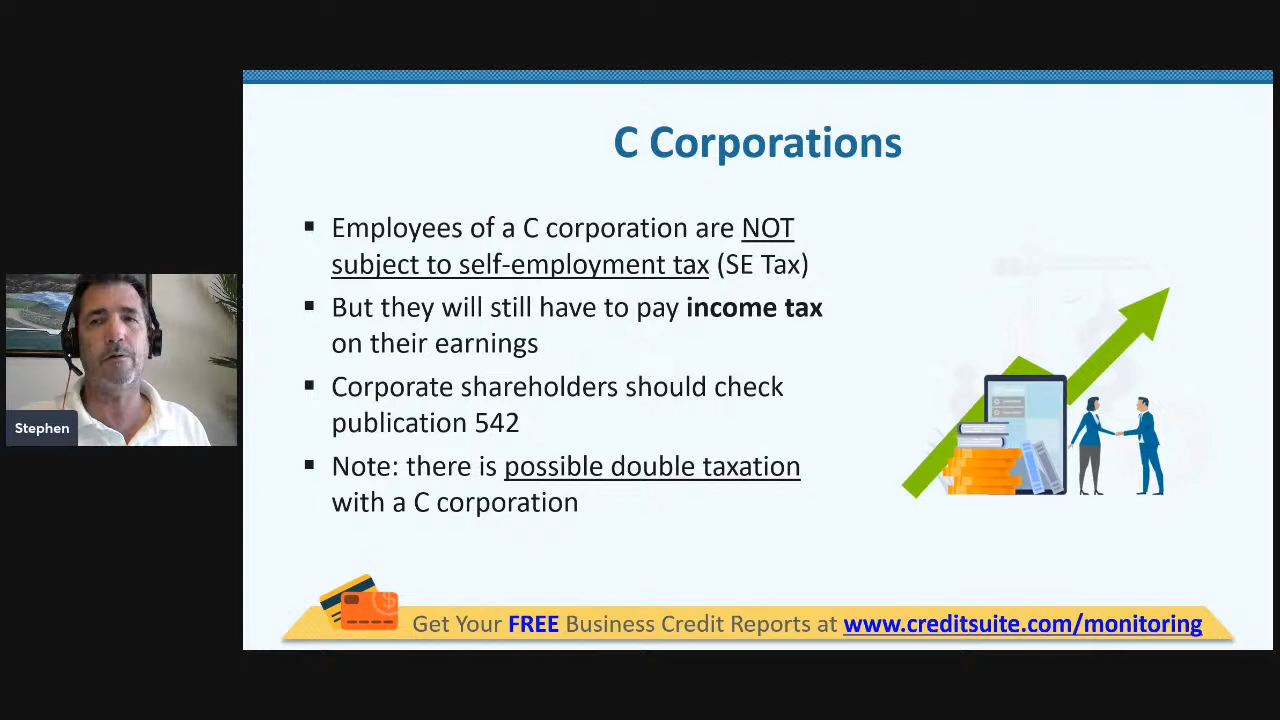 C Corporations
▪ Employees of a C corporation are NOT
subject to self-employment tax (SE Tax)
▪ But they will still have to pay income tax
on their earnings
▪ Corporate shareholders should check
publication 542
▪ Note: there is possible double taxation
with a C corporation
Stephen
Get Your FREE Business Credit Reports at www.creditsuite.com/monitoring